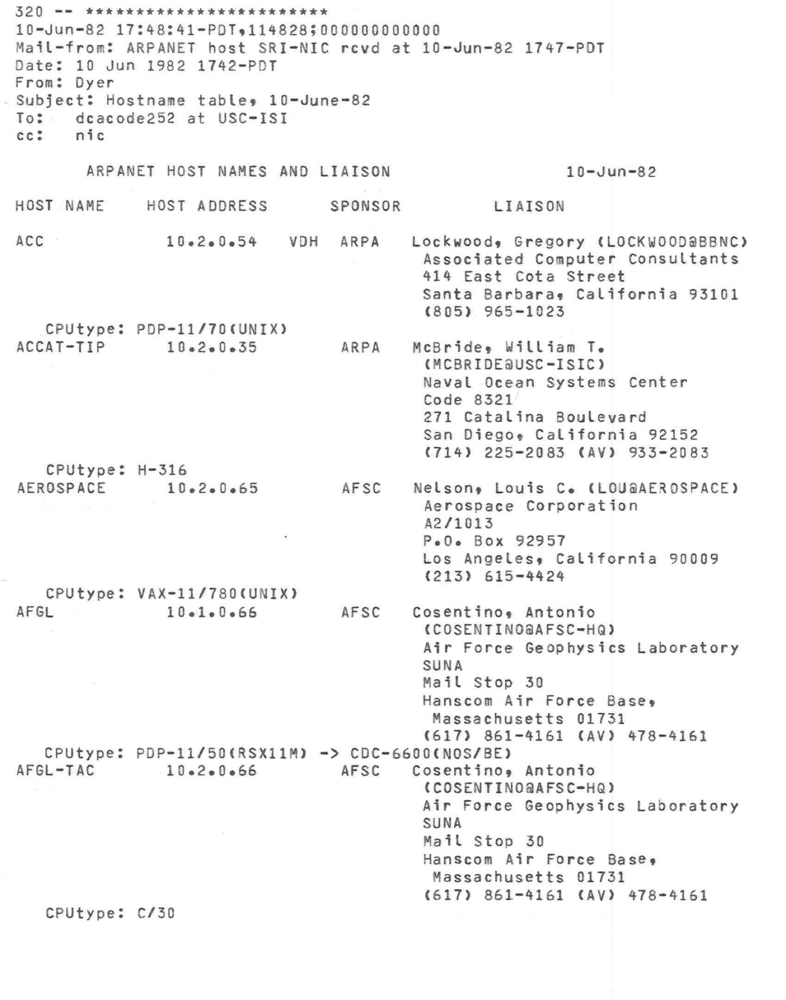 320 -- ************************
10-Jun-82 17:48:41-PDT,114828;000000000000
Mail-from: ARPANET host SRI-NIC rcvd at 10-Jun-82 1747-PDT
Date: 10 Jun 1982 1742-PDT
From: Dyer
Subject: Hostname table, 10-June-82
To:   dcacode252 at USC-ISI
cc:   nic
ARPANET HOST NAMES AND LIAISON                  10-Jun-82
HOST NAME    HOST ADDRESS      SPONSOR         LIAISON
ACC            10.2.0.54   VDH  ARPA   Lockwood, Gregory (LOCKWOOD@BBNC)
Associated Computer Consultants
414 East Cota Street
Santa Barbara, California 93101
(805) 965-1023
CPUtype: PDP-11/70(UNIX)
ACCAT-TIP      10.2.0.35        ARPA   McBride, William T.
(MCBRIDE@USC-ISIC)
Naval Ocean Systems Center
Code 8321
271 Catalina Boulevard
San Diego, California 92152
(714) 225-2083 (AV) 933-2083
CPUtype: H-316
AEROSPACE      10.2.0.65        AFSC   Nelson, Louis C. (LOU@AEROSPACE)
Aerospace Corporation
A2/1013
P.O. Box 92957
Los Angeles, California 90009
(213) 615-4424
CPUtype: VAX-11/780(UNIX)
AFGL           10.1.0.66        AFSC   Cosentino, Antonio
(COSENTINO@AFSC-HQ)
Air Force Geophysics Laboratory
SUNA
Mail Stop 30
Hanscom Air Force Base,
Massachusetts 01731
(617) 861-4161 (AV) 478-4161
CPUtype: PDP-11/50(RSX11M) -> CDC-6600(NOS/BE)
AFGL-TAC       10.2.0.66        AFSC   Cosentino, Antonio
(COSENTINO@AFSC-HQ)
Air Force Geophysics Laboratory
SUNA
Mail Stop 30
Hanscom Air Force Base,
Massachusetts 01731
(617) 861-4161 (AV) 478-4161
CPUtype: C/30